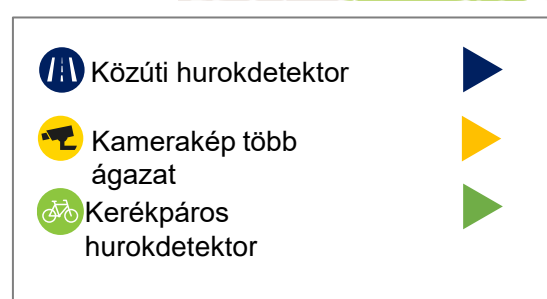 Közúti hurokdetektor
Kamerakép több
ágazat
Kerékpáros
hurokdetektor